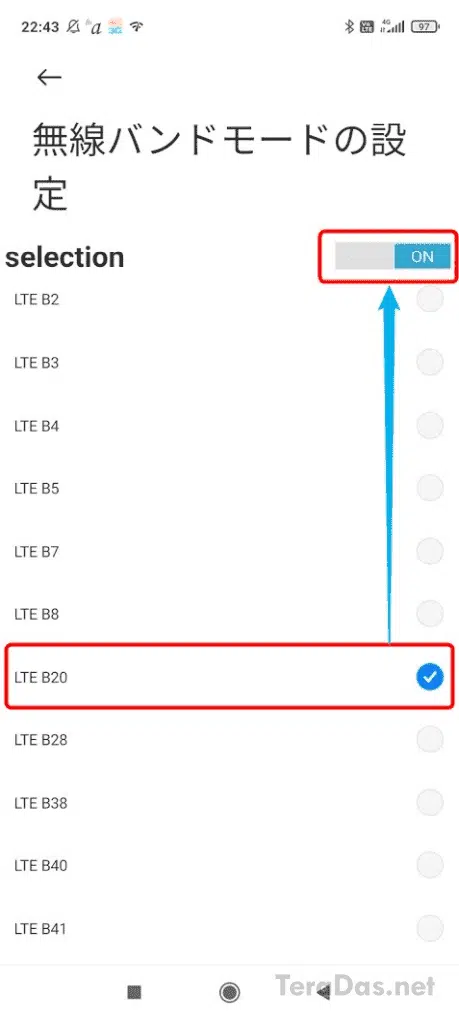 22:43 a 4G 97
無線バンドモードの設
定
selection ON
LTE B2
LTE B3
LTE B4
LTE B5
LTE B7
LTE B8
LTE B20
LTE B28
LTE B38
LTE B40
LTE B41
TeraDas.net